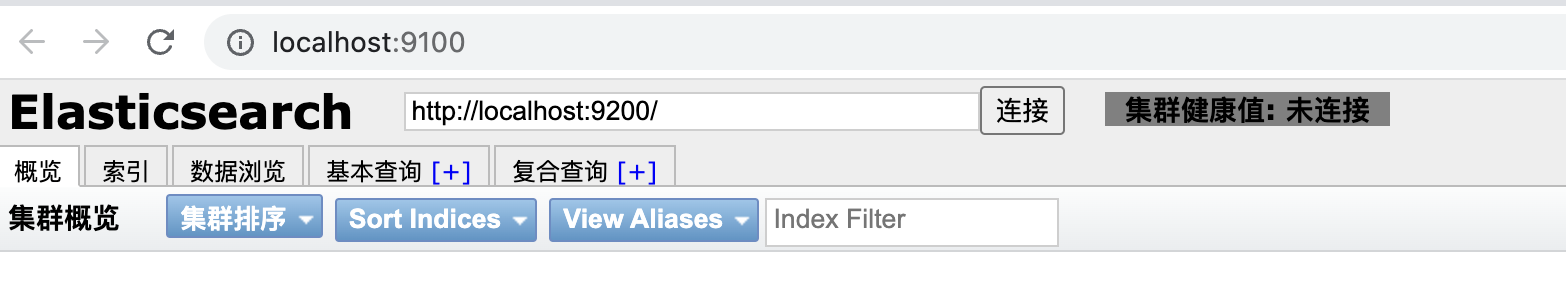 localhost:9100
Elasticsearch http://localhost:9200/ 连接 集群健康值: 未连接
概览 索引 数据浏览 基本查询 [+] 复合查询 [+]
集群概览 集群排序 Sort Indices View Aliases Index Filter